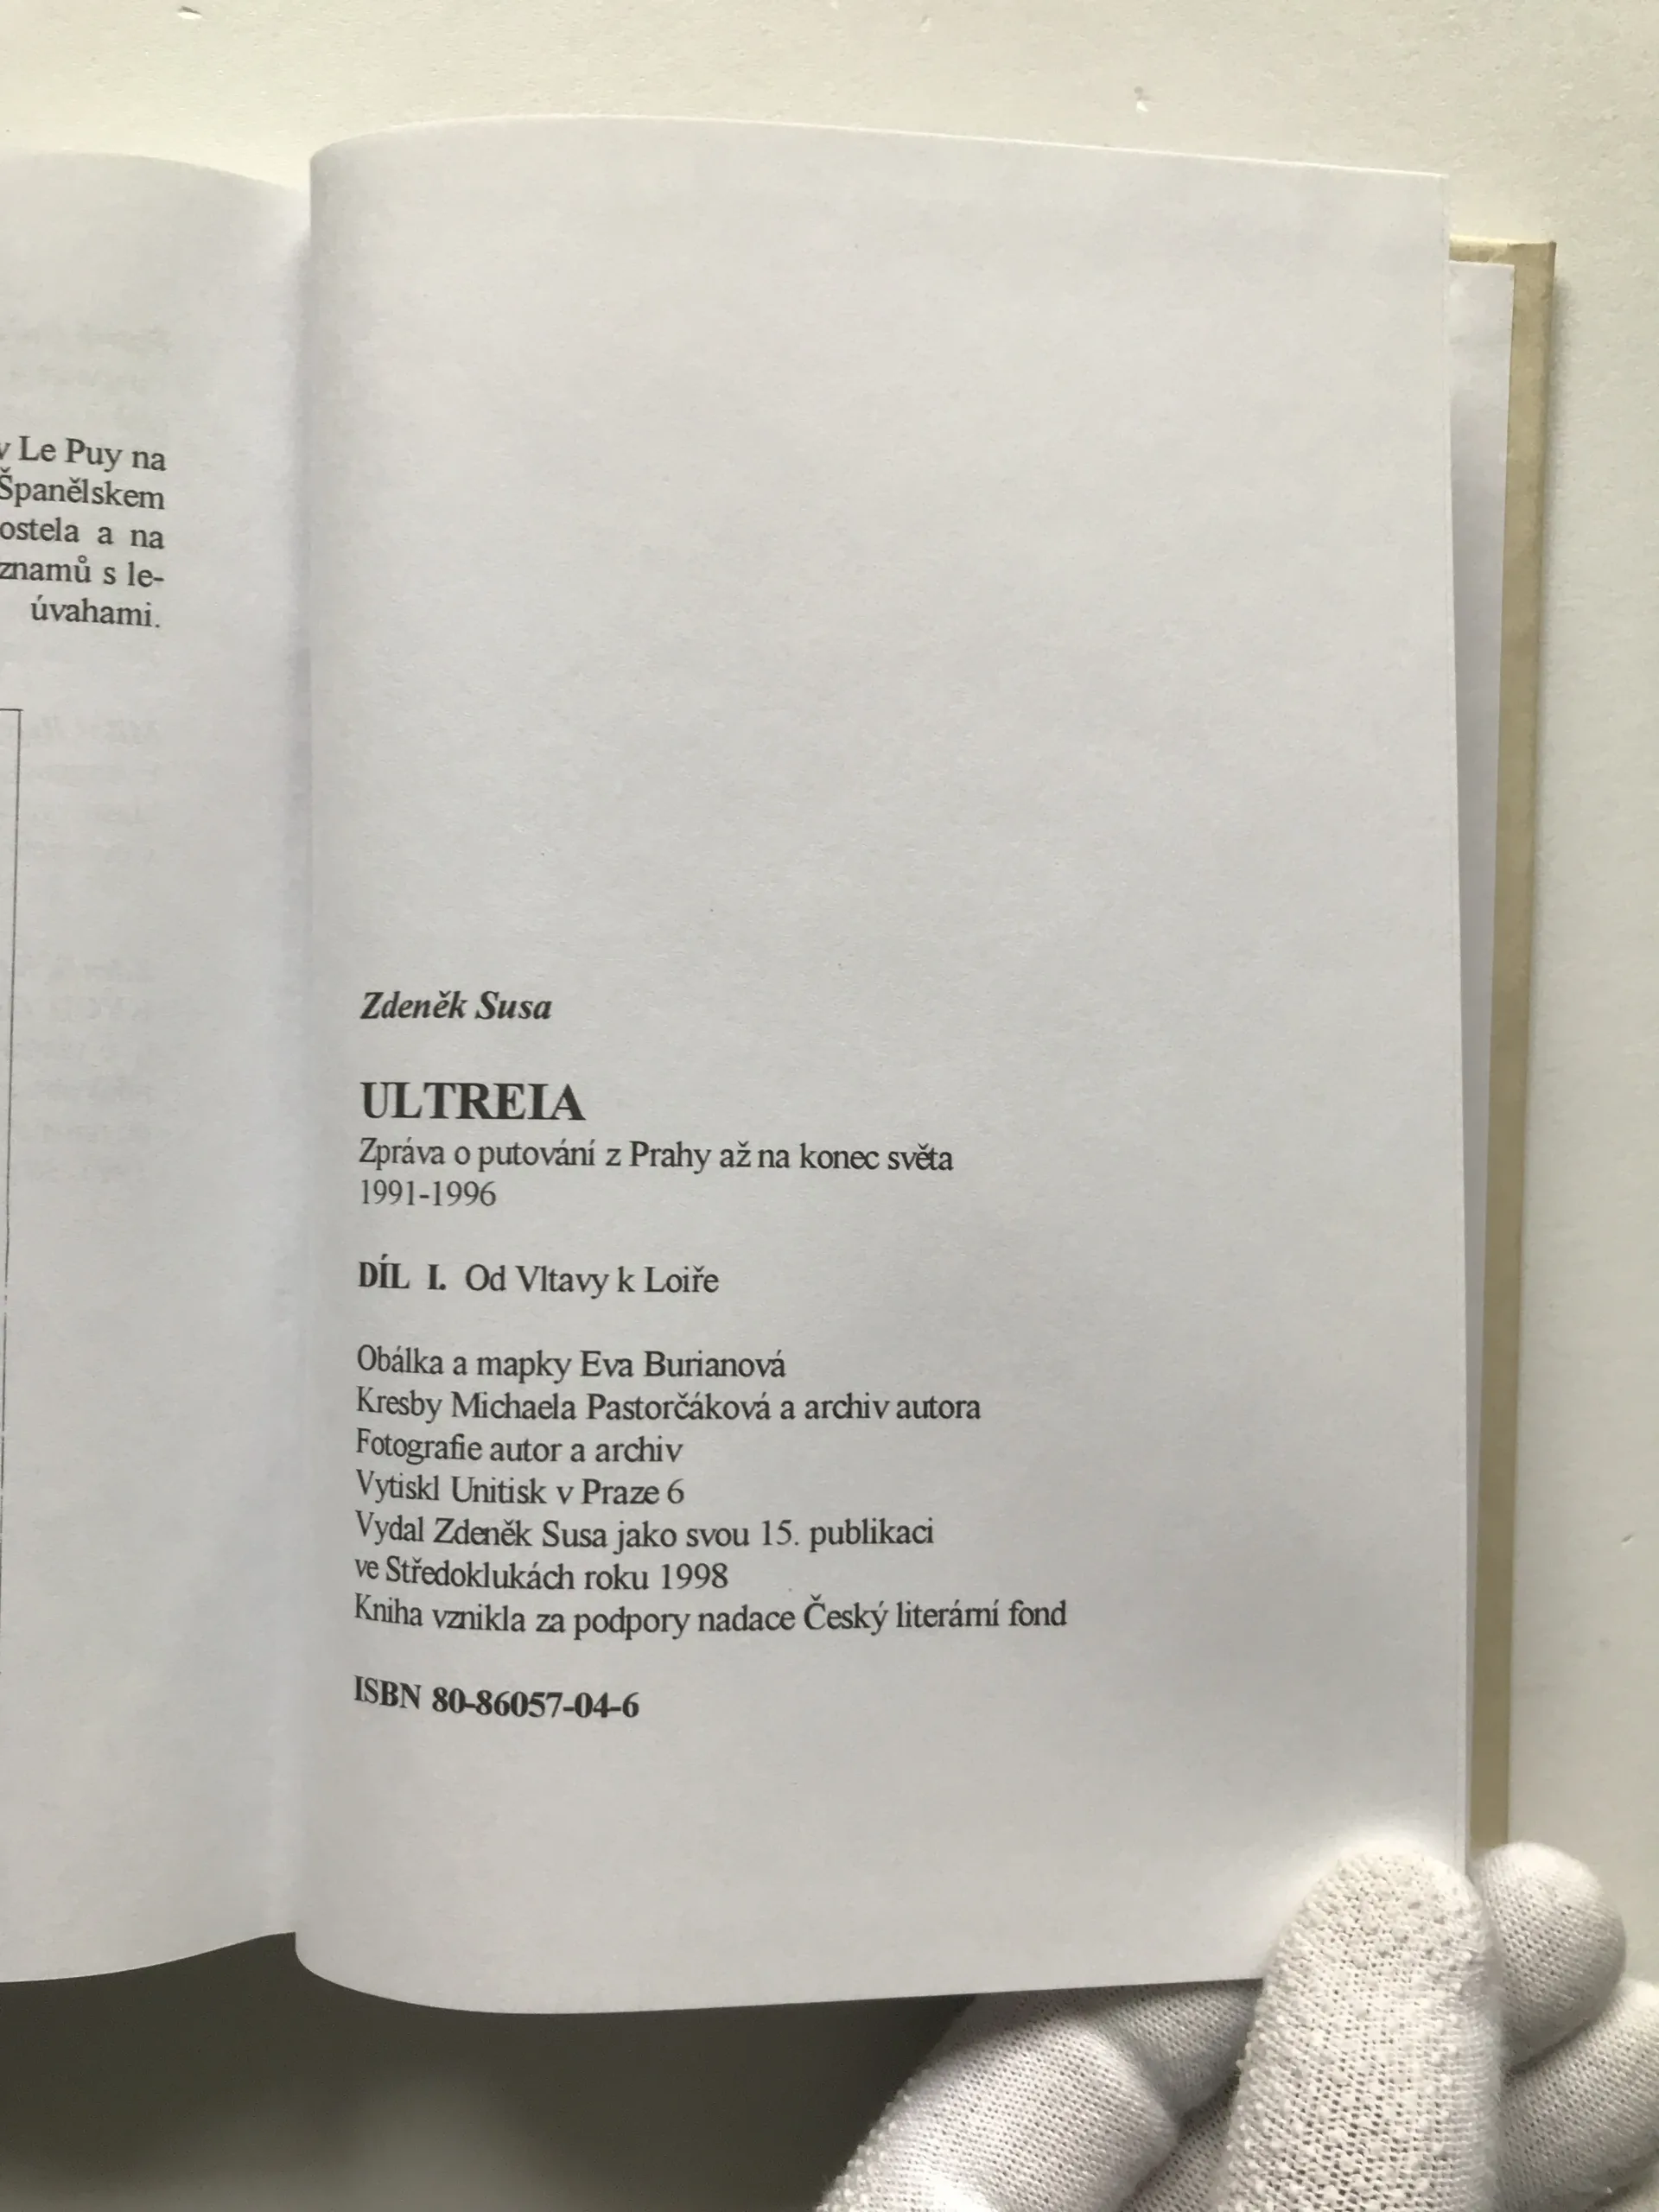 v Le Puy na
Španělskem
ostela a na
znamů s le-
úvahami.
Zdeněk Susa
ULTREIA
Zpráva o putování z Prahy až na konec světa
1991-1996
DÍL I. Od Vltavy k Loiře
Obálka a mapky Eva Burianová
Kresby Michaela Pastorčáková a archiv autora
Fotografie autor a archiv
Vytiskl Unitisk v Praze 6
Vydal Zdeněk Susa jako svou 15. publikaci
ve Středoklukách roku 1998
Kniha vznikla za podpory nadace Český literární fond
ISBN 80-86057-04-6